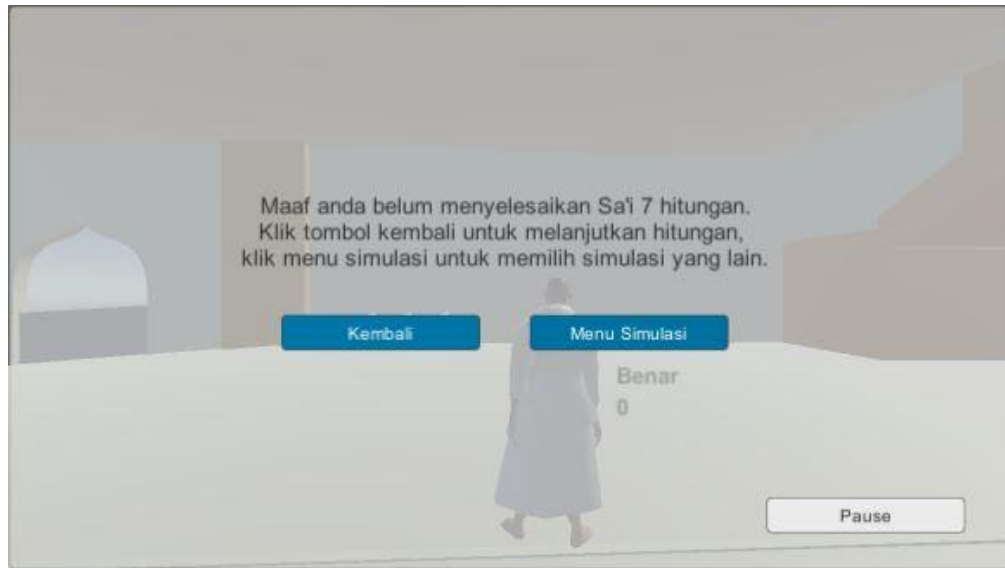 Maaf anda belum menyelesaikan Sa'i 7 hitungan.
Klik tombol kembali untuk melanjutkan hitungan,
klik menu simulasi untuk memilih simulasi yang lain.
Kembali
Menu Simulasi
Benar
0
Pause